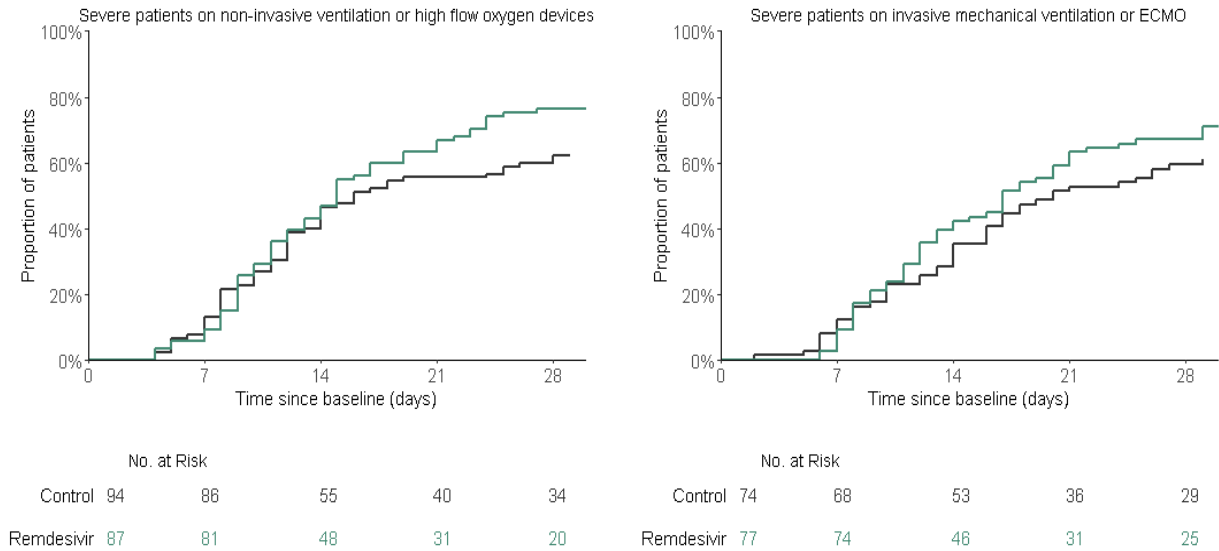 Severe patients on non-invasive ventilation or high flow oxygen devices
100%
80%
60%
40%
20%
0%
Proportion of patients
0 7 14 21 28
Time since baseline (days)
No. at Risk
Control 94 86 55 40 34
Remdesivir 87 81 48 31 20
Severe patients on invasive mechanical ventilation or ECMO
100%
80%
60%
40%
20%
0%
Proportion of patients
0 7 14 21 28
Time since baseline (days)
No. at Risk
Control 74 68 53 36 29
Remdesivir 77 74 46 31 25